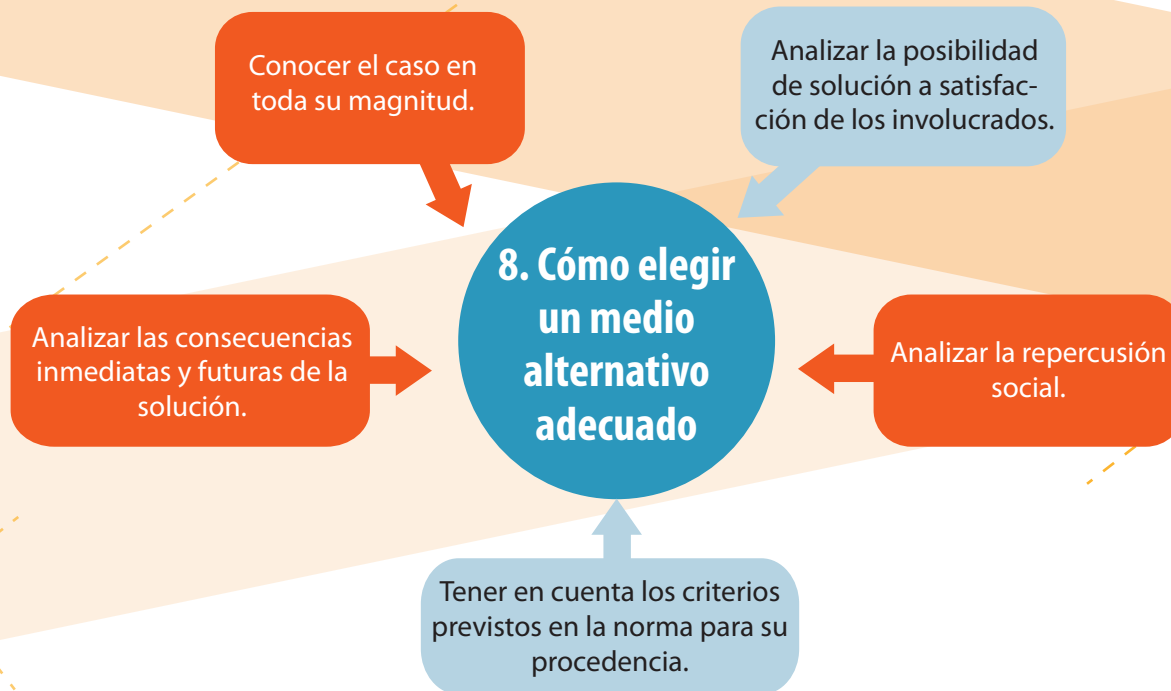 Conocer el caso en
toda su magnitud.
Analizar la posibilidad
de solución a satisfac-
ción de los involucrados.
8. Cómo elegir
un medio
alternativo
adecuado
Analizar las consecuencias
inmediatas y futuras de la
solución.
Analizar la repercusión
social.
Tener en cuenta los criterios
previstos en la norma para su
procedencia.